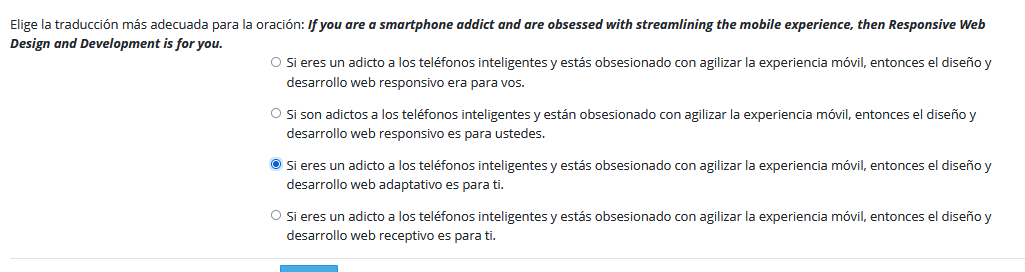 Elige la traducción más adecuada para la oración: If you are a smartphone addict and are obsessed with streamlining the mobile experience, then Responsive Web
Design and Development is for you.
Si eres un adicto a los teléfonos inteligentes y estás obsesionado con agilizar la experiencia móvil, entonces el diseño y
desarrollo web responsivo era para vos.
Si son adictos a los teléfonos inteligentes y están obsesionado con agilizar la experiencia móvil, entonces el diseño y
desarrollo web responsivo es para ustedes.
Si eres un adicto a los teléfonos inteligentes y estás obsesionado con agilizar la experiencia móvil, entonces el diseño y
desarrollo web adaptativo es para ti.
Si eres un adicto a los teléfonos inteligentes y estás obsesionado con agilizar la experiencia móvil, entonces el diseño y
desarrollo web receptivo es para ti.